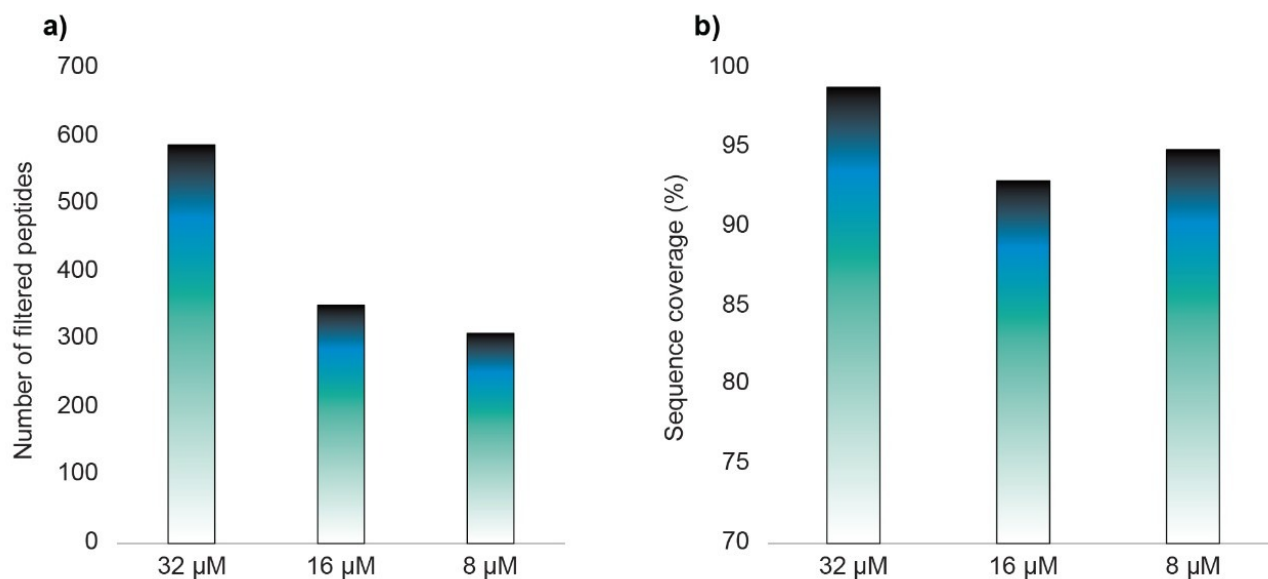 a)
Number of filtered peptides
700
600
500
400
300
200
100
0
32 µM 16 µM 8 µM
b)
Sequence coverage (%)
100
95
90
85
80
75
70
32 µM 16 µM 8 µM